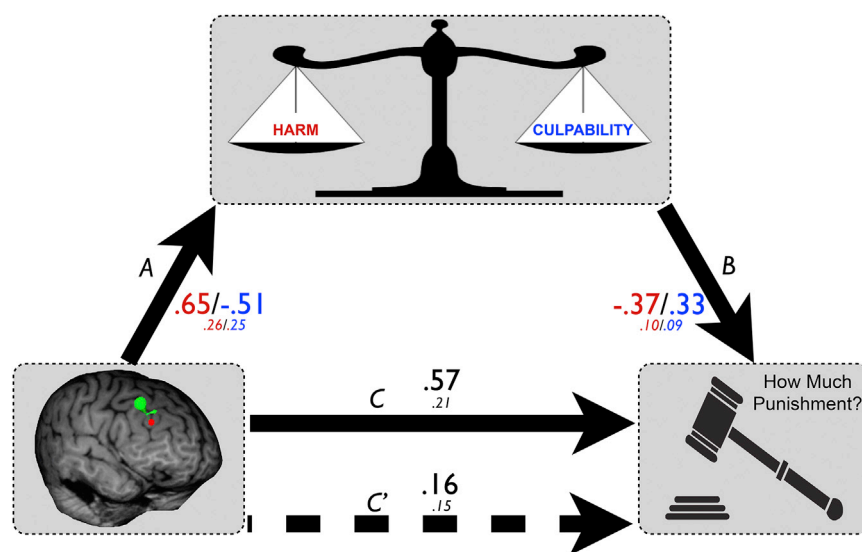 HARM
CULPABILITY
A
B
.65/-.51
.26/.25
-.37/.33
.10/.09
C
.57
.21
How Much
Punishment?
C’
.16
.15